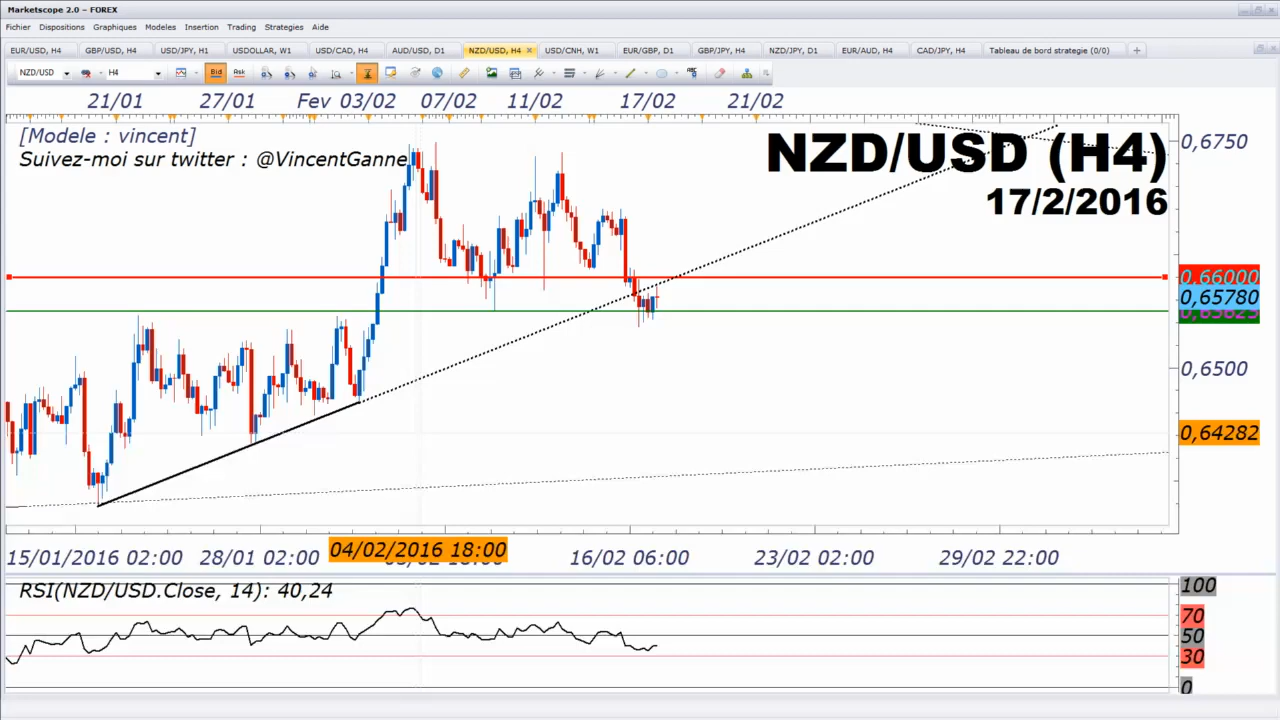 Marketscope 2.0 – FOREX
Fichier Dispositions Graphiques Modeles Insertion Trading Strategies Aide
EUR/USD, H4 GBP/USD, H4 USD/JPY, H1 USDOLLAR, W1 USD/CAD, H4 AUD/USD, D1 NZD/USD, H4 USD/CNH, W1 EUR/GBP, D1 GBP/JPY, H4 NZD/JPY, D1 EUR/AUD, H4 CAD/JPY, H4 Tableau de bord strategie (0/0)
NZD/USD H4 Bid Ask ABC
21/01 27/01 Fev 03/02 07/02 11/02 17/02 21/02
[Modele : vincent]
Suivez-moi sur twitter : @VincentGanne
NZD/USD (H4)
17/2/2016
0,6750
0,66000
0,65780
0,65625
0,6500
0,64282
15/01/2016 02:00 28/01 02:00 04/02/2016 18:00 16/02 06:00 23/02 02:00 29/02 22:00
RSI(NZD/USD.Close, 14): 40,24
100
70
50
30
0